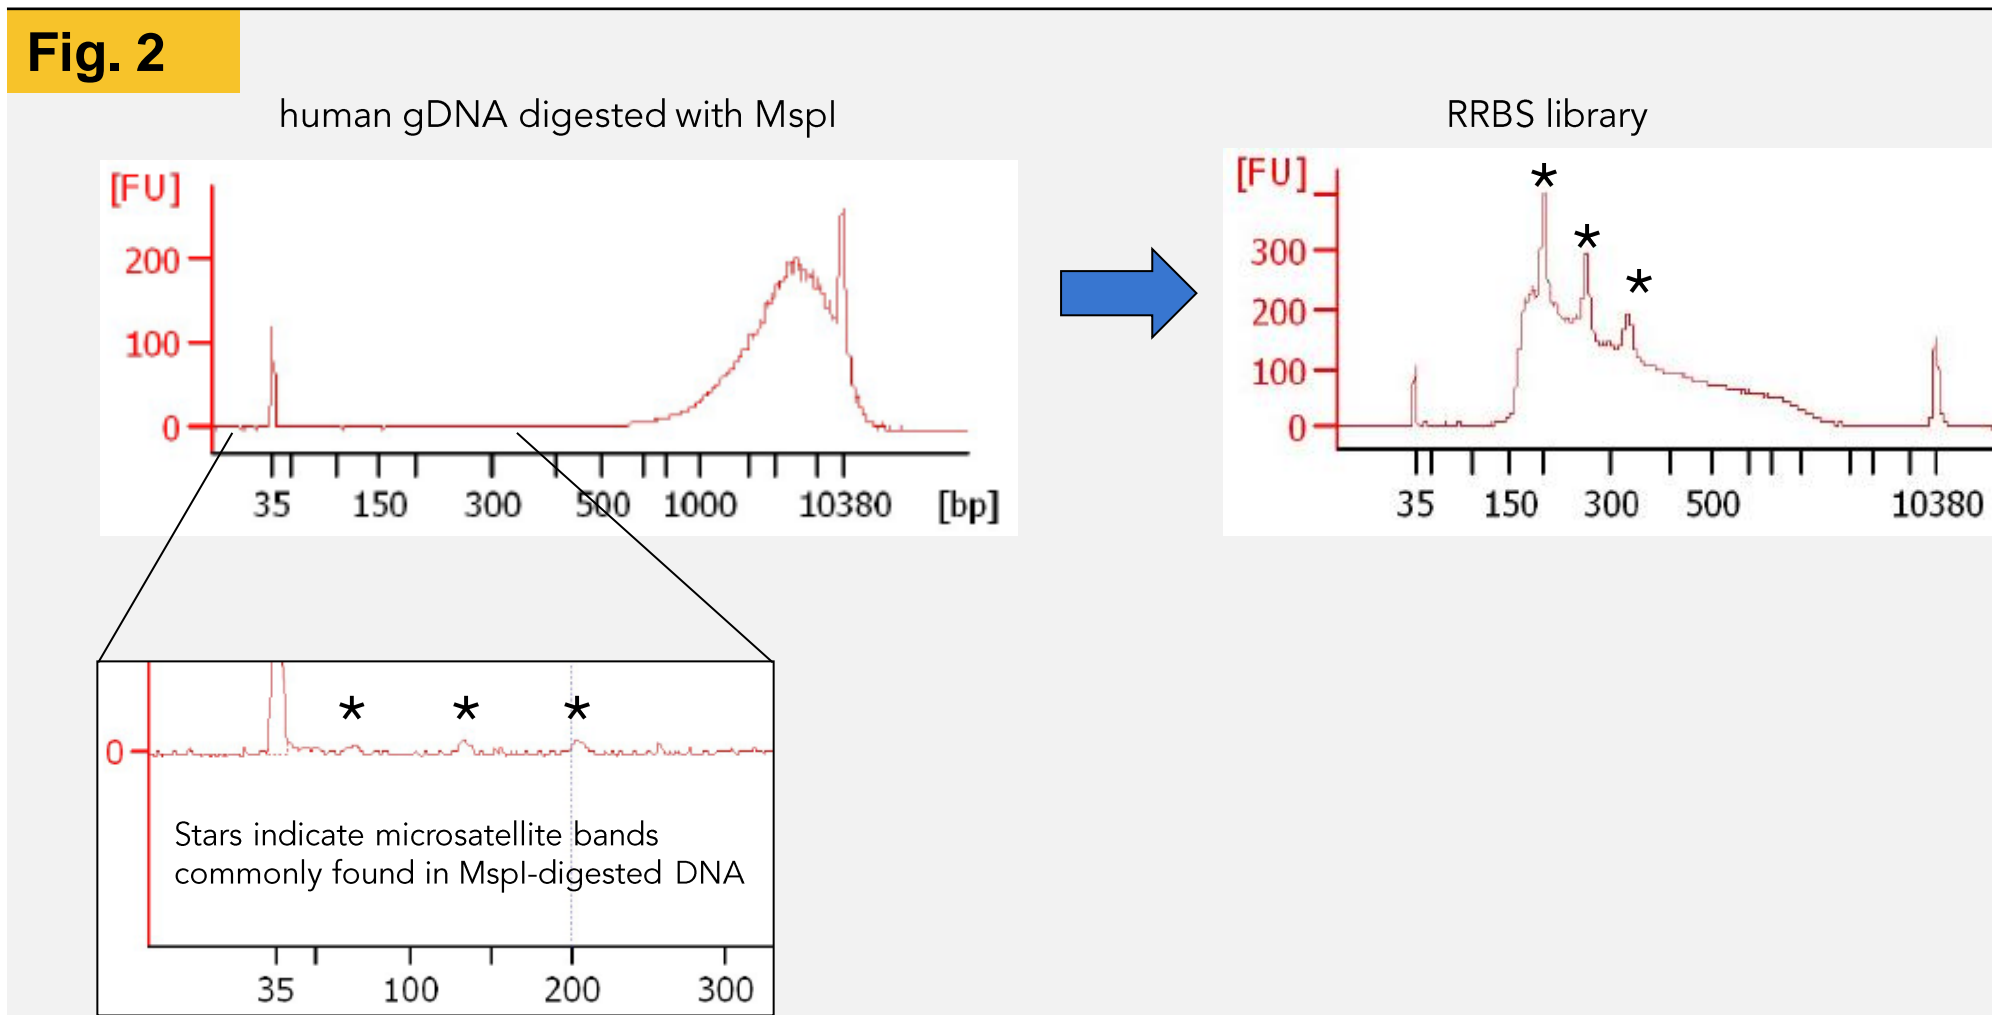 Fig. 2
human gDNA digested with MspI
RRBS library
[FU]
200
100
0
35 150 300 500 1000 10380 [bp]
[FU]
300
200
100
0
35 150 300 500 10380
* * *
* * *
0
Stars indicate microsatellite bands
commonly found in MspI-digested DNA
35 100 200 300